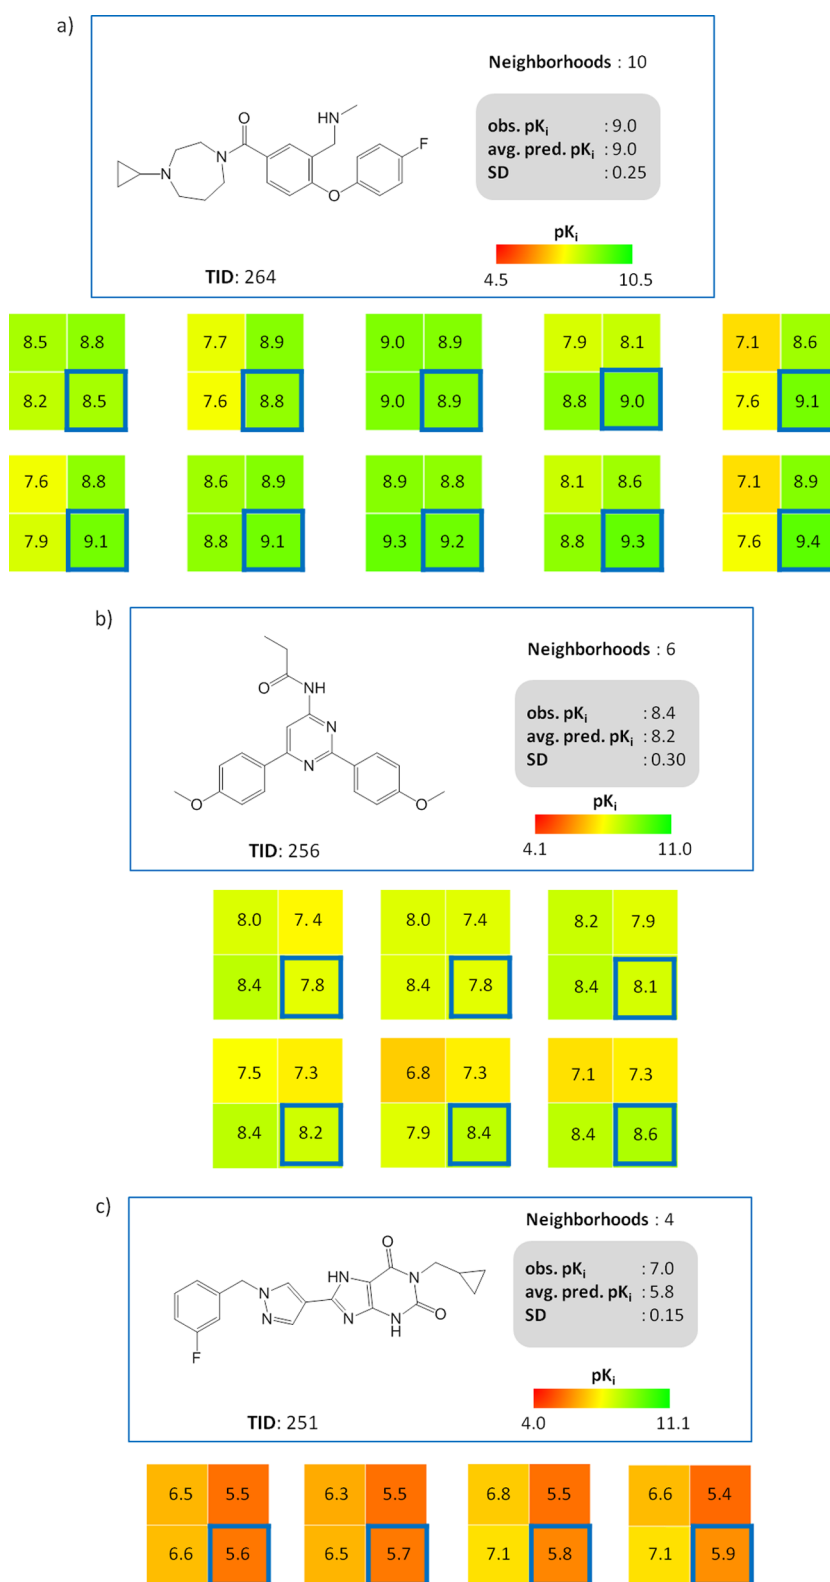 a)
Neighborhoods : 10
obs. pKi : 9.0
avg. pred. pKi : 9.0
SD : 0.25
pKi
4.5 10.5
O
HN
N
N
O
F
TID: 264
8.5 8.8 7.7 8.9 9.0 8.9 7.9 8.1 7.1 8.6
8.2 8.5 7.6 8.8 9.0 8.9 8.8 9.0 7.6 9.1
7.6 8.8 8.6 8.9 8.9 8.8 8.1 8.6 7.1 8.9
7.9 9.1 8.8 9.1 9.3 9.2 8.8 9.3 7.6 9.4
b)
Neighborhoods : 6
obs. pKi : 8.4
avg. pred. pKi : 8.2
SD : 0.30
pKi
4.1 11.0
O NH
N
N
O O
TID: 256
8.0 7. 4 8.0 7.4 8.2 7.9
8.4 7.8 8.4 7.8 8.4 8.1
7.5 7.3 6.8 7.3 7.1 7.3
8.4 8.2 7.9 8.4 8.4 8.6
c)
Neighborhoods : 4
obs. pKi : 7.0
avg. pred. pKi : 5.8
SD : 0.15
pKi
4.0 11.1
O
HN N
N
N N N
H
O
F
TID: 251
6.5 5.5 6.3 5.5 6.8 5.5 6.6 5.4
6.6 5.6 6.5 5.7 7.1 5.8 7.1 5.9